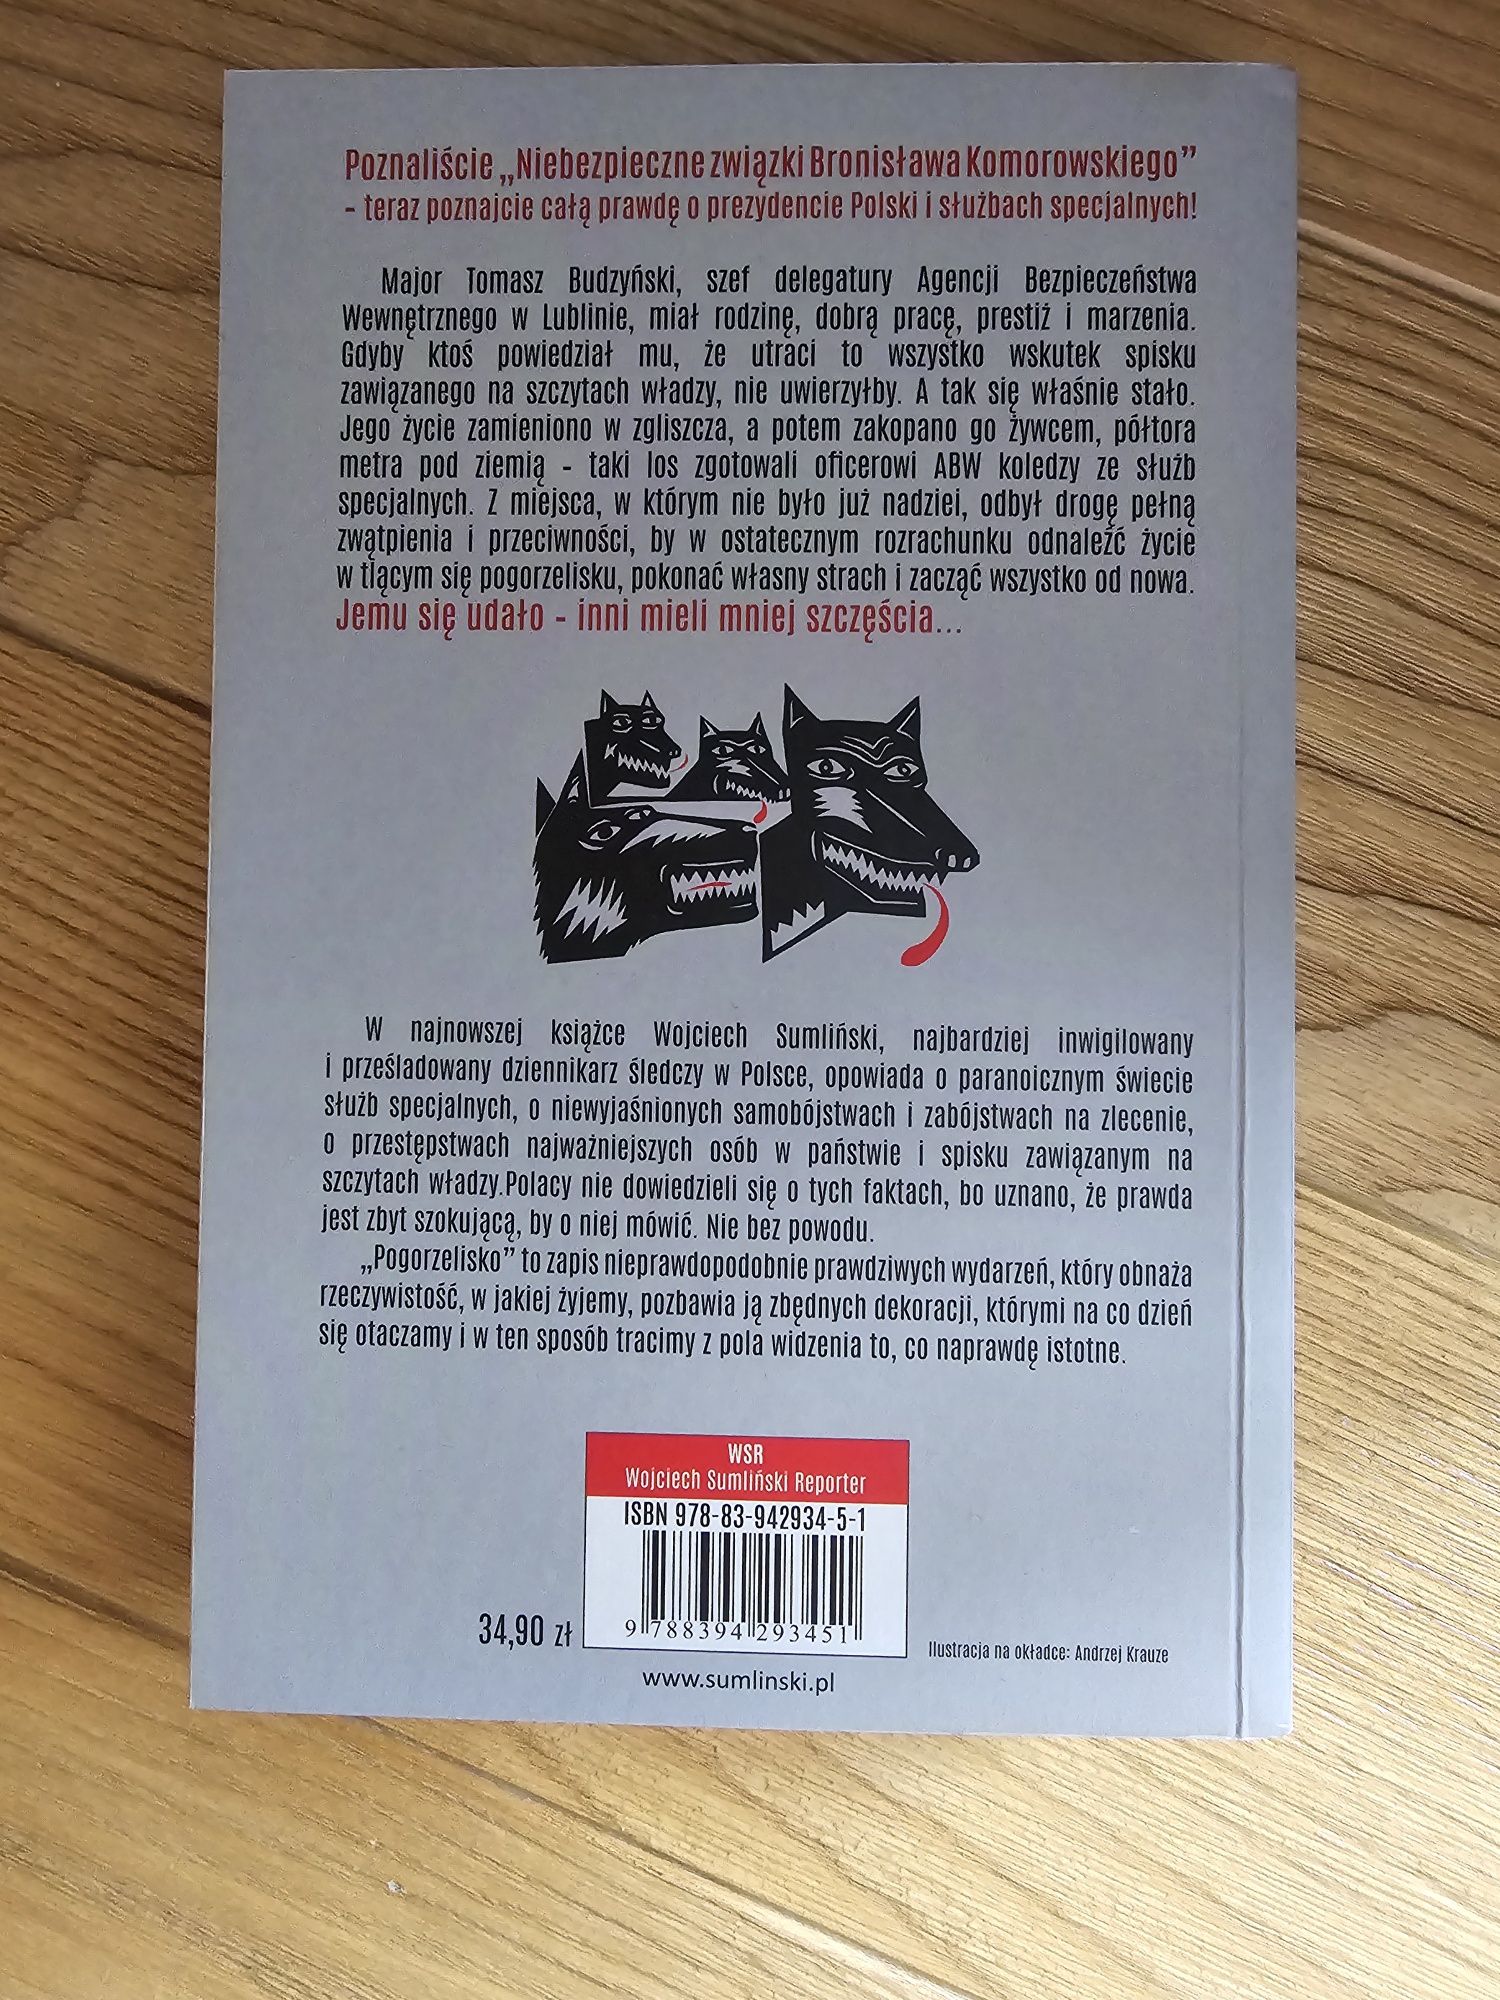 Poznaliście „Niebezpieczne związki Bronisława Komorowskiego”
- teraz poznajcie całą prawdę o prezydencie Polski i służbach specjalnych!
Major Tomasz Budzyński, szef delegatury Agencji Bezpieczeństwa
Wewnętrznego w Lublinie, miał rodzinę, dobrą pracę, prestiż i marzenia.
Gdyby ktoś powiedział mu, że utraci to wszystko wskutek spisku
zawiązanego na szczytach władzy, nie uwierzyłby. A tak się właśnie stało.
Jego życie zamieniono w zgliszcza, a potem zakopano go żywcem, półtora
metra pod ziemią - taki los zgotowali oficerowi ABW koledzy ze służb
specjalnych. Z miejsca, w którym nie było już nadziei, odbył drogę pełną
zwątpienia i przeciwności, by w ostatecznym rozrachunku odnaleźć życie
w tlącym się pogorzelisku, pokonać własny strach i zacząć wszystko od nowa.
Jemu się udało - inni mieli mniej szczęścia...
W najnowszej książce Wojciech Sumliński, najbardziej inwigilowany
i prześladowany dziennikarz śledczy w Polsce, opowiada o paranoicznym świecie
służb specjalnych, o niewyjaśnionych samobójstwach i zabójstwach na zlecenie,
o przestępstwach najważniejszych osób w państwie i spisku zawiązanym na
szczytach władzy.Polacy nie dowiedzieli się o tych faktach, bo uznano, że prawda
jest zbyt szokującą, by o niej mówić. Nie bez powodu.
„Pogorzelisko” to zapis nieprawdopodobnie prawdziwych wydarzeń, który obnaża
rzeczywistość, w jakiej żyjemy, pozbawia ją zbędnych dekoracji, którymi na co dzień
się otaczamy i w ten sposób tracimy z pola widzenia to, co naprawdę istotne.
WSR
Wojciech Sumliński Reporter
ISBN 978-83-942934-5-1
9 788394 293451
34,90 zł
Ilustracja na okładce: Andrzej Krauze
www.sumlinski.pl